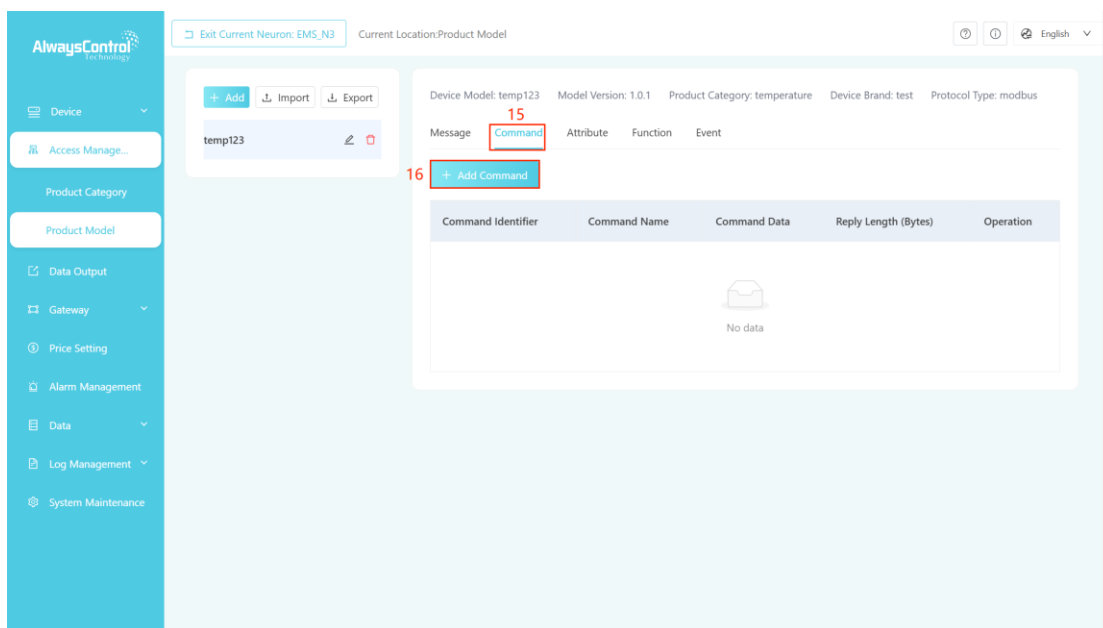 AlwaysControl
Technology
Exit Current Neuron: EMS_N3
Current Location:Product Model
English
Device
Access Manage...
Product Category
Product Model
Data Output
Gateway
Price Setting
Alarm Management
Data
Log Management
System Maintenance
+ Add
Import
Export
temp123
Device Model: temp123 Model Version: 1.0.1 Product Category: temperature Device Brand: test Protocol Type: modbus
15
Message Command Attribute Function Event
16
+ Add Command
Command Identifier Command Name Command Data Reply Length (Bytes) Operation
No data